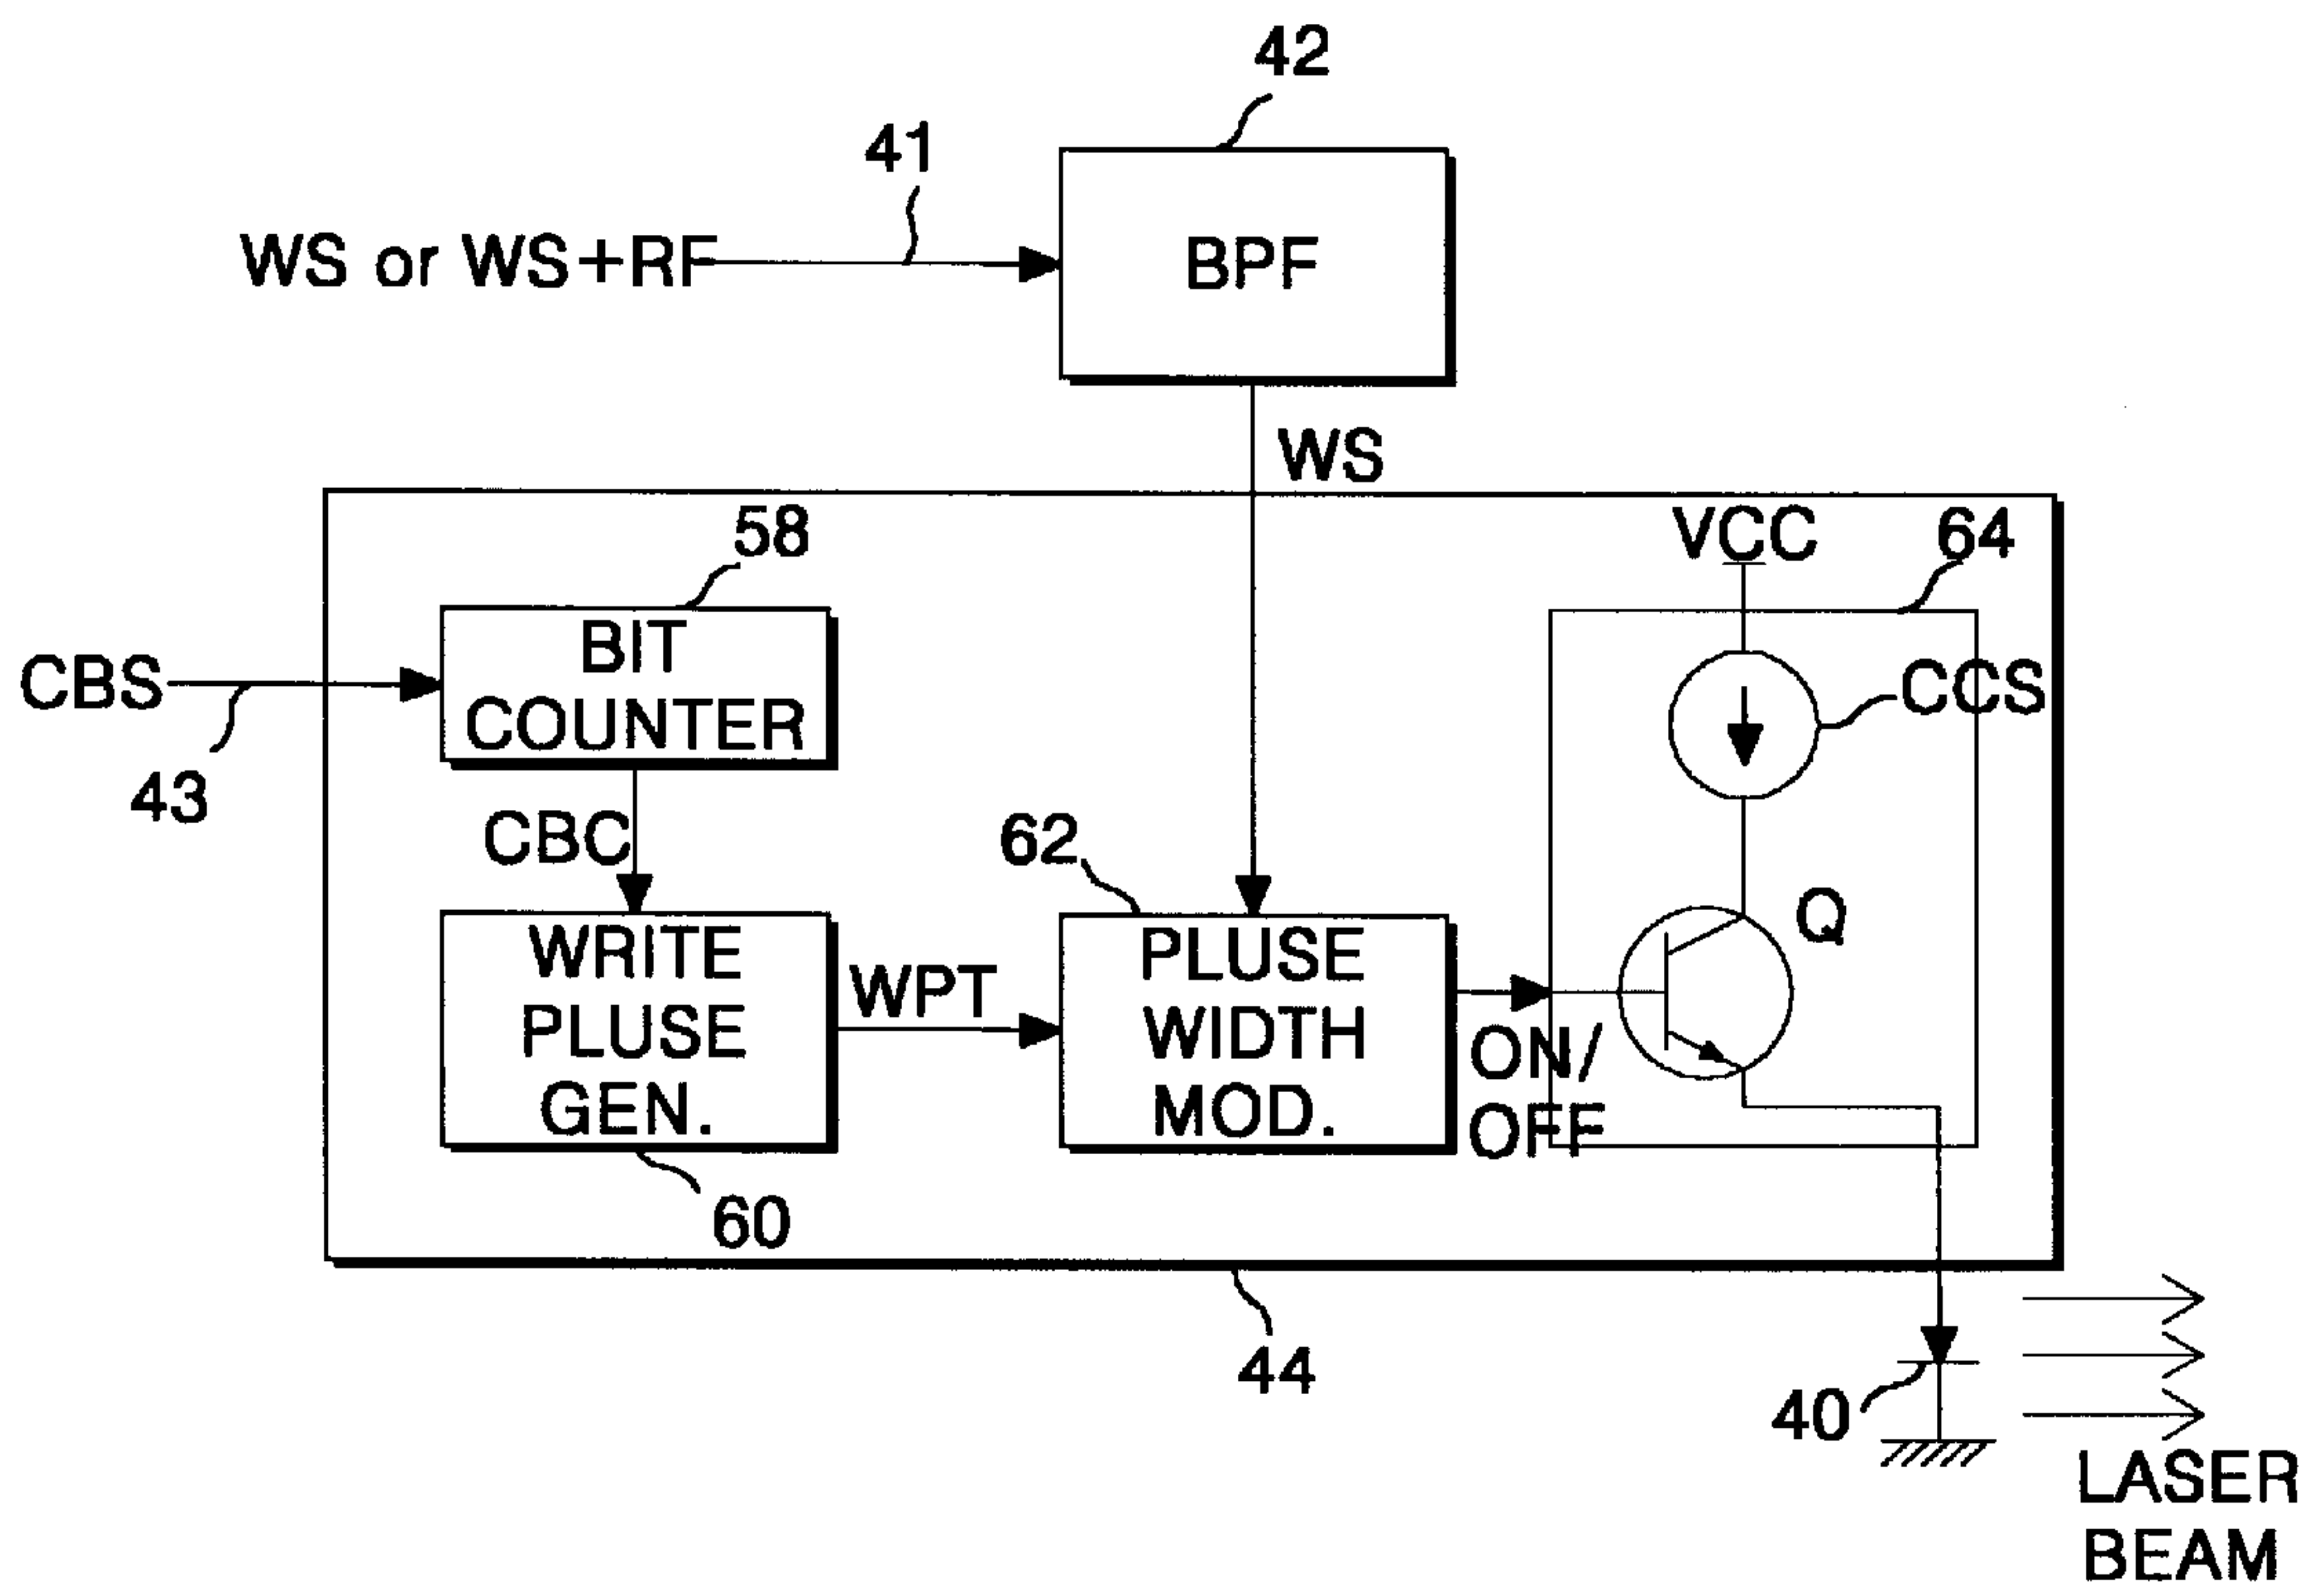 42
41
WS or WS+RF
BPF
WS
58
VCC
64
BIT
COUNTER
CBS
CCS
43
CBC
62
Q
WRITE
PLUSE
GEN.
WPT
PLUSE
WIDTH
MOD.
ON/
OFF
60
44
40
LASER
BEAM